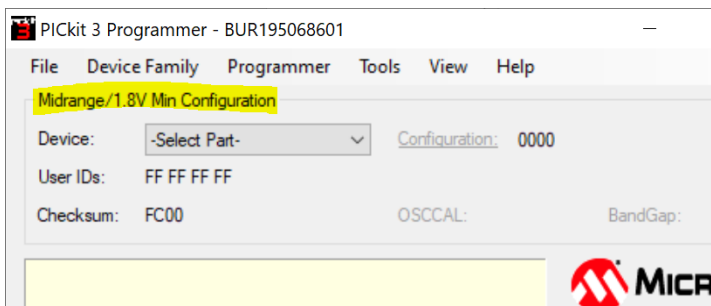 PICkit 3 Programmer - BUR195068601
File Device Family Programmer Tools View Help
Midrange/1.8V Min Configuration
Device: -Select Part- Configuration: 0000
User IDs: FF FF FF FF
Checksum: FC00 OSCCAL: BandGap: